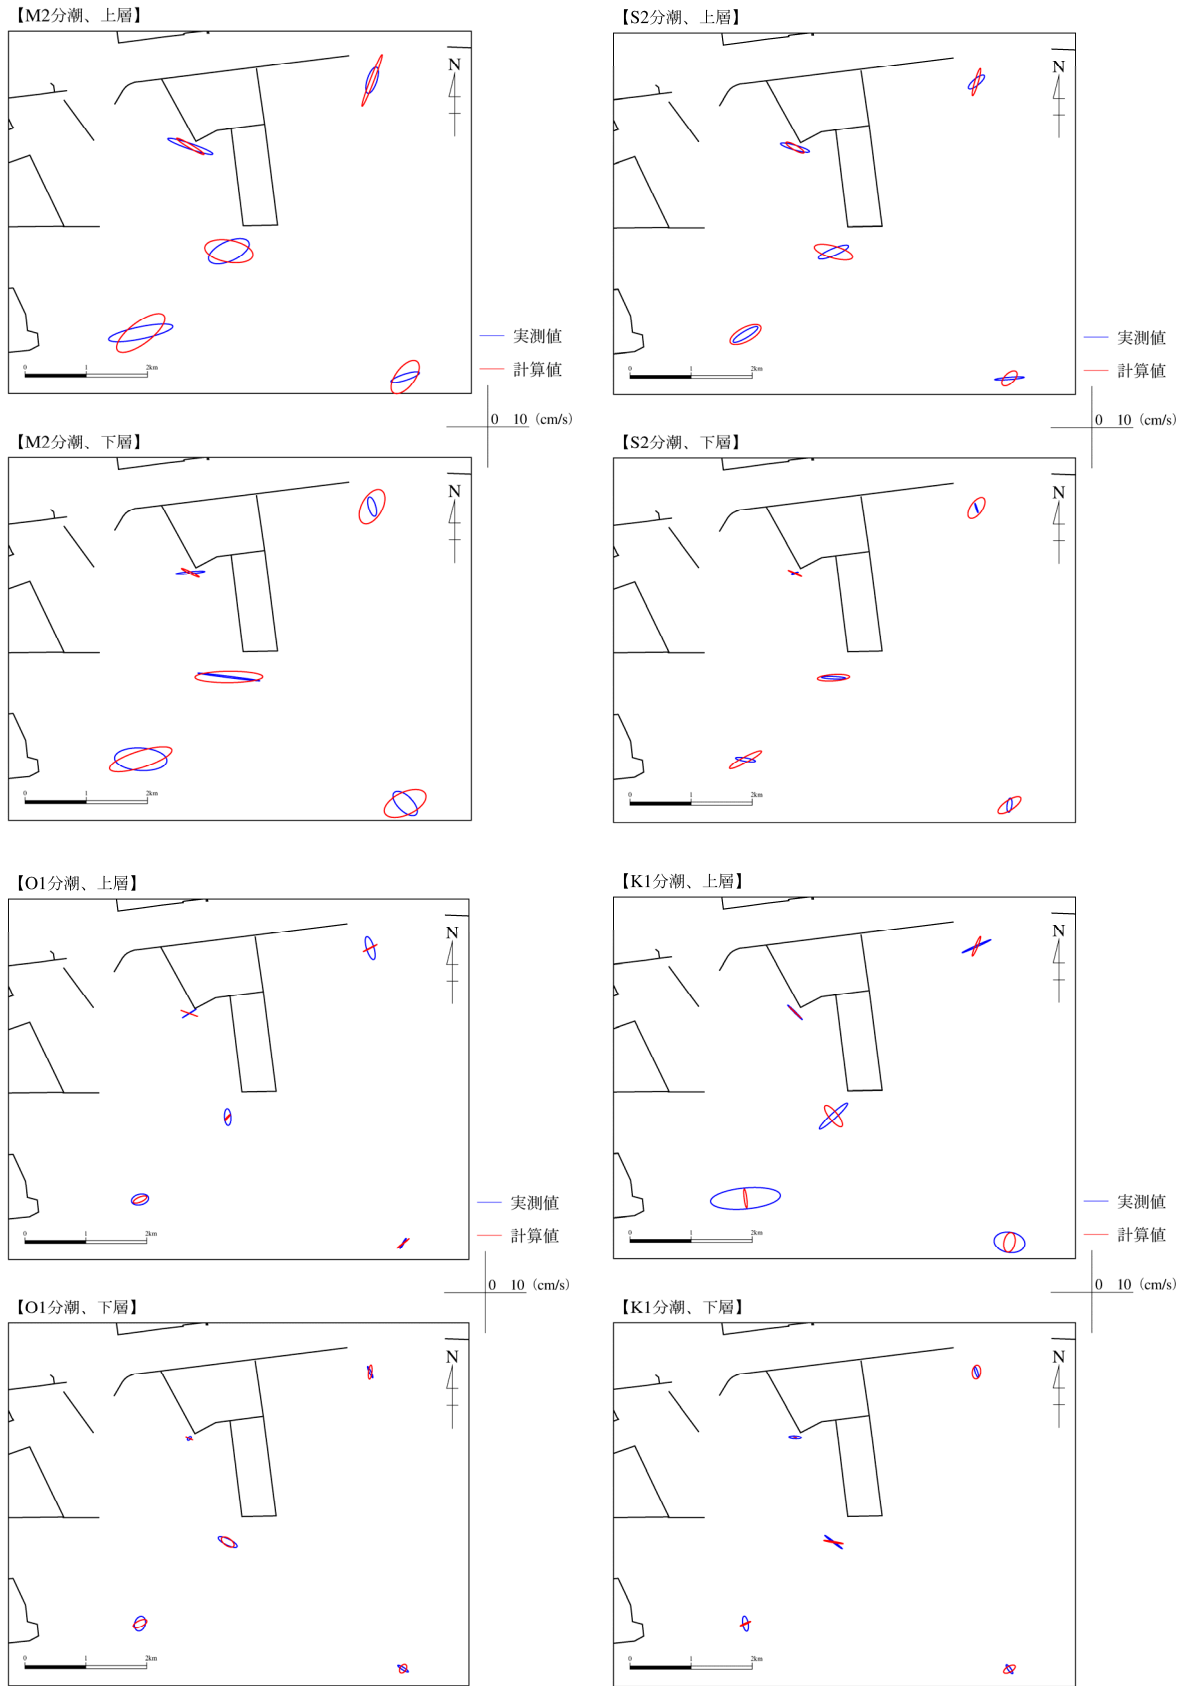 【M2分潮、上層】
N
0 1 2km
【S2分潮、上層】
N
0 1 2km
実測値
計算値
0 10 (cm/s)
実測値
計算値
0 10 (cm/s)
【M2分潮、下層】
N
0 1 2km
【S2分潮、下層】
N
0 1 2km
【O1分潮、上層】
N
0 1 2km
【K1分潮、上層】
N
0 1 2km
実測値
計算値
0 10 (cm/s)
実測値
計算値
0 10 (cm/s)
【O1分潮、下層】
N
0 1 2km
【K1分潮、下層】
N
0 1 2km